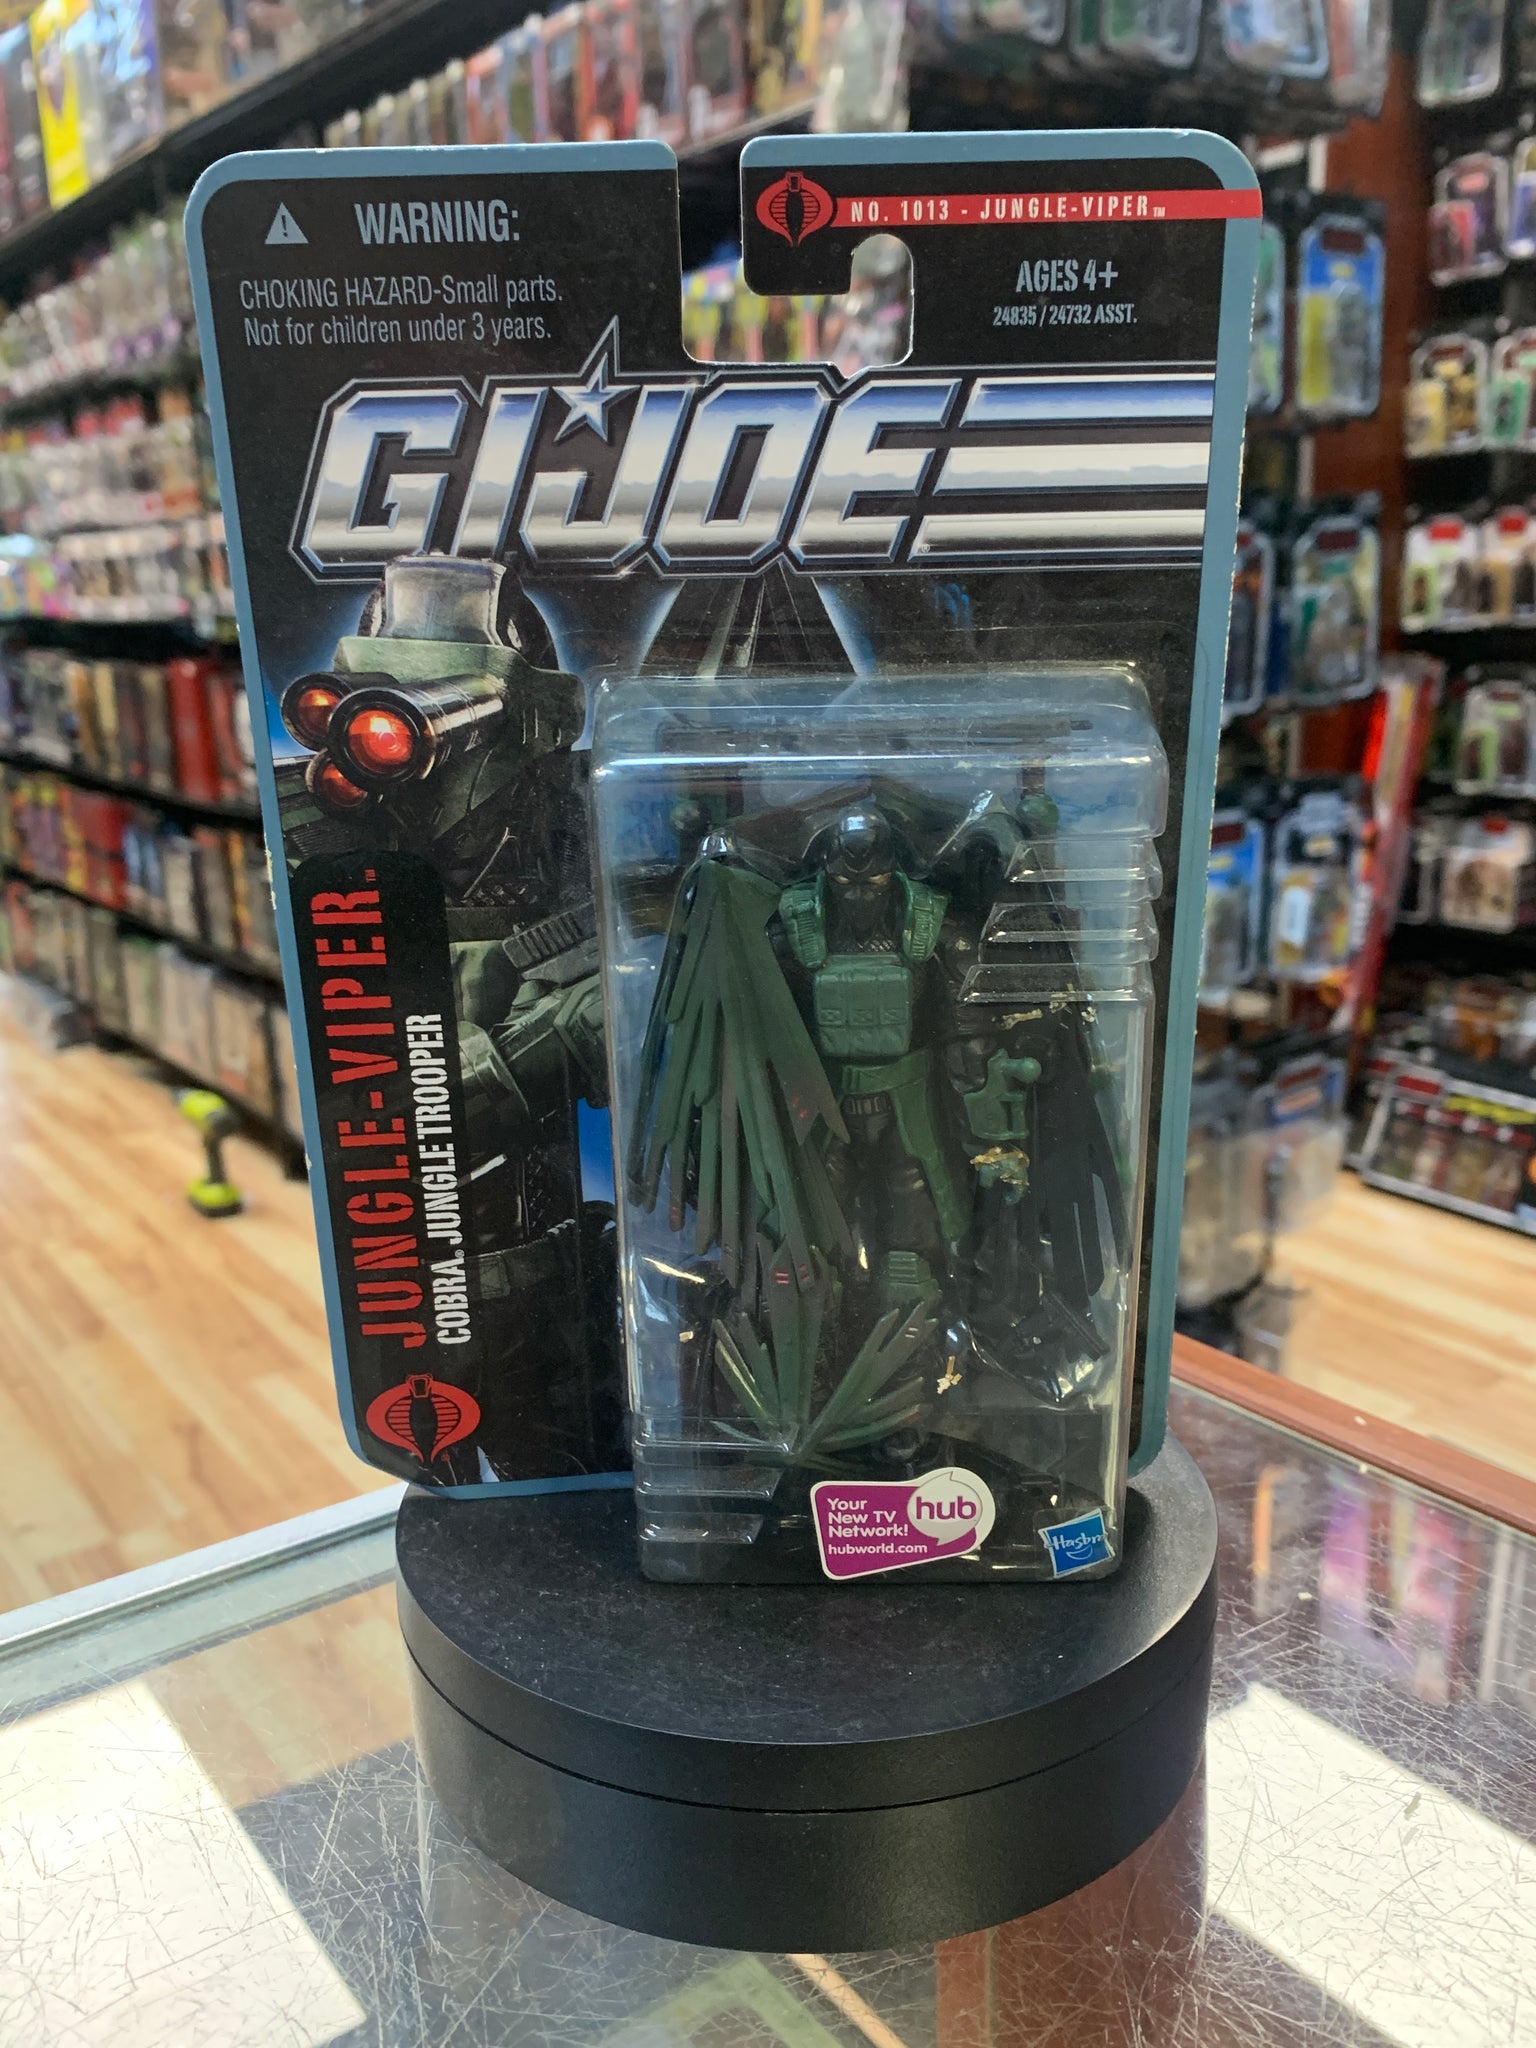 WARNING:
CHOKING HAZARD-Small parts.
Not for children under 3 years.
NO. 1013 - JUNGLE-VIPER™
AGES 4+
24835 / 24732 ASST.
G.I. JOE®
JUNGLE-VIPER™
COBRA® JUNGLE TROOPER
Your
New TV
Network!
hub
hubworld.com
Hasbro